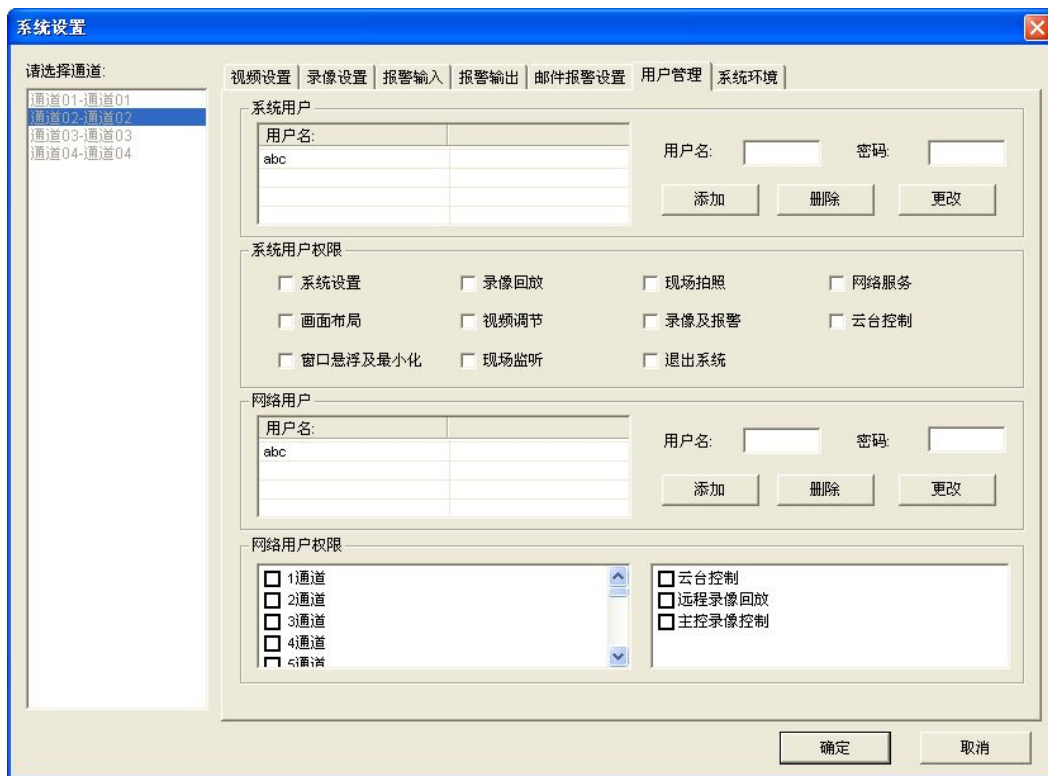 系统设置
请选择通道:
通道01-通道01
通道02-通道02
通道03-通道03
通道04-通道04
视频设置 录像设置 报警输入 报警输出 邮件报警设置 用户管理 系统环境
系统用户
用户名:
abc
用户名: 密码:
添加 删除 更改
系统用户权限
系统设置 录像回放 现场拍照 网络服务
画面布局 视频调节 录像及报警 云台控制
窗口悬浮及最小化 现场监听 退出系统
网络用户
用户名:
abc
用户名: 密码:
添加 删除 更改
网络用户权限
1通道
2通道
3通道
4通道
5通道
云台控制
远程录像回放
主控录像控制
确定 取消